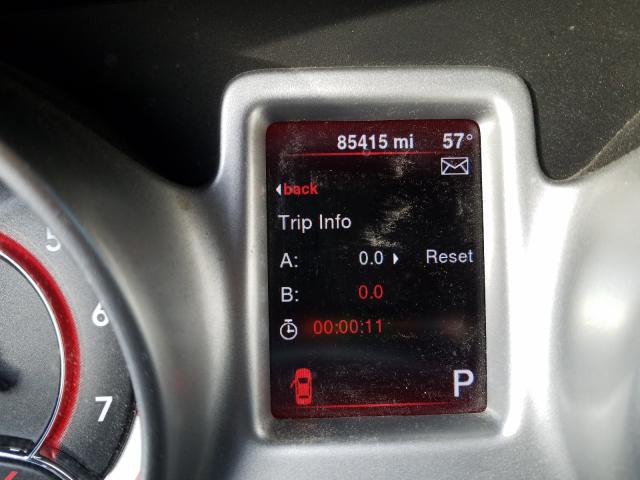 85415 mi 57°
back
Trip Info
A: 0.0 Reset
B: 0.0
00:00:11
P
5
6
7